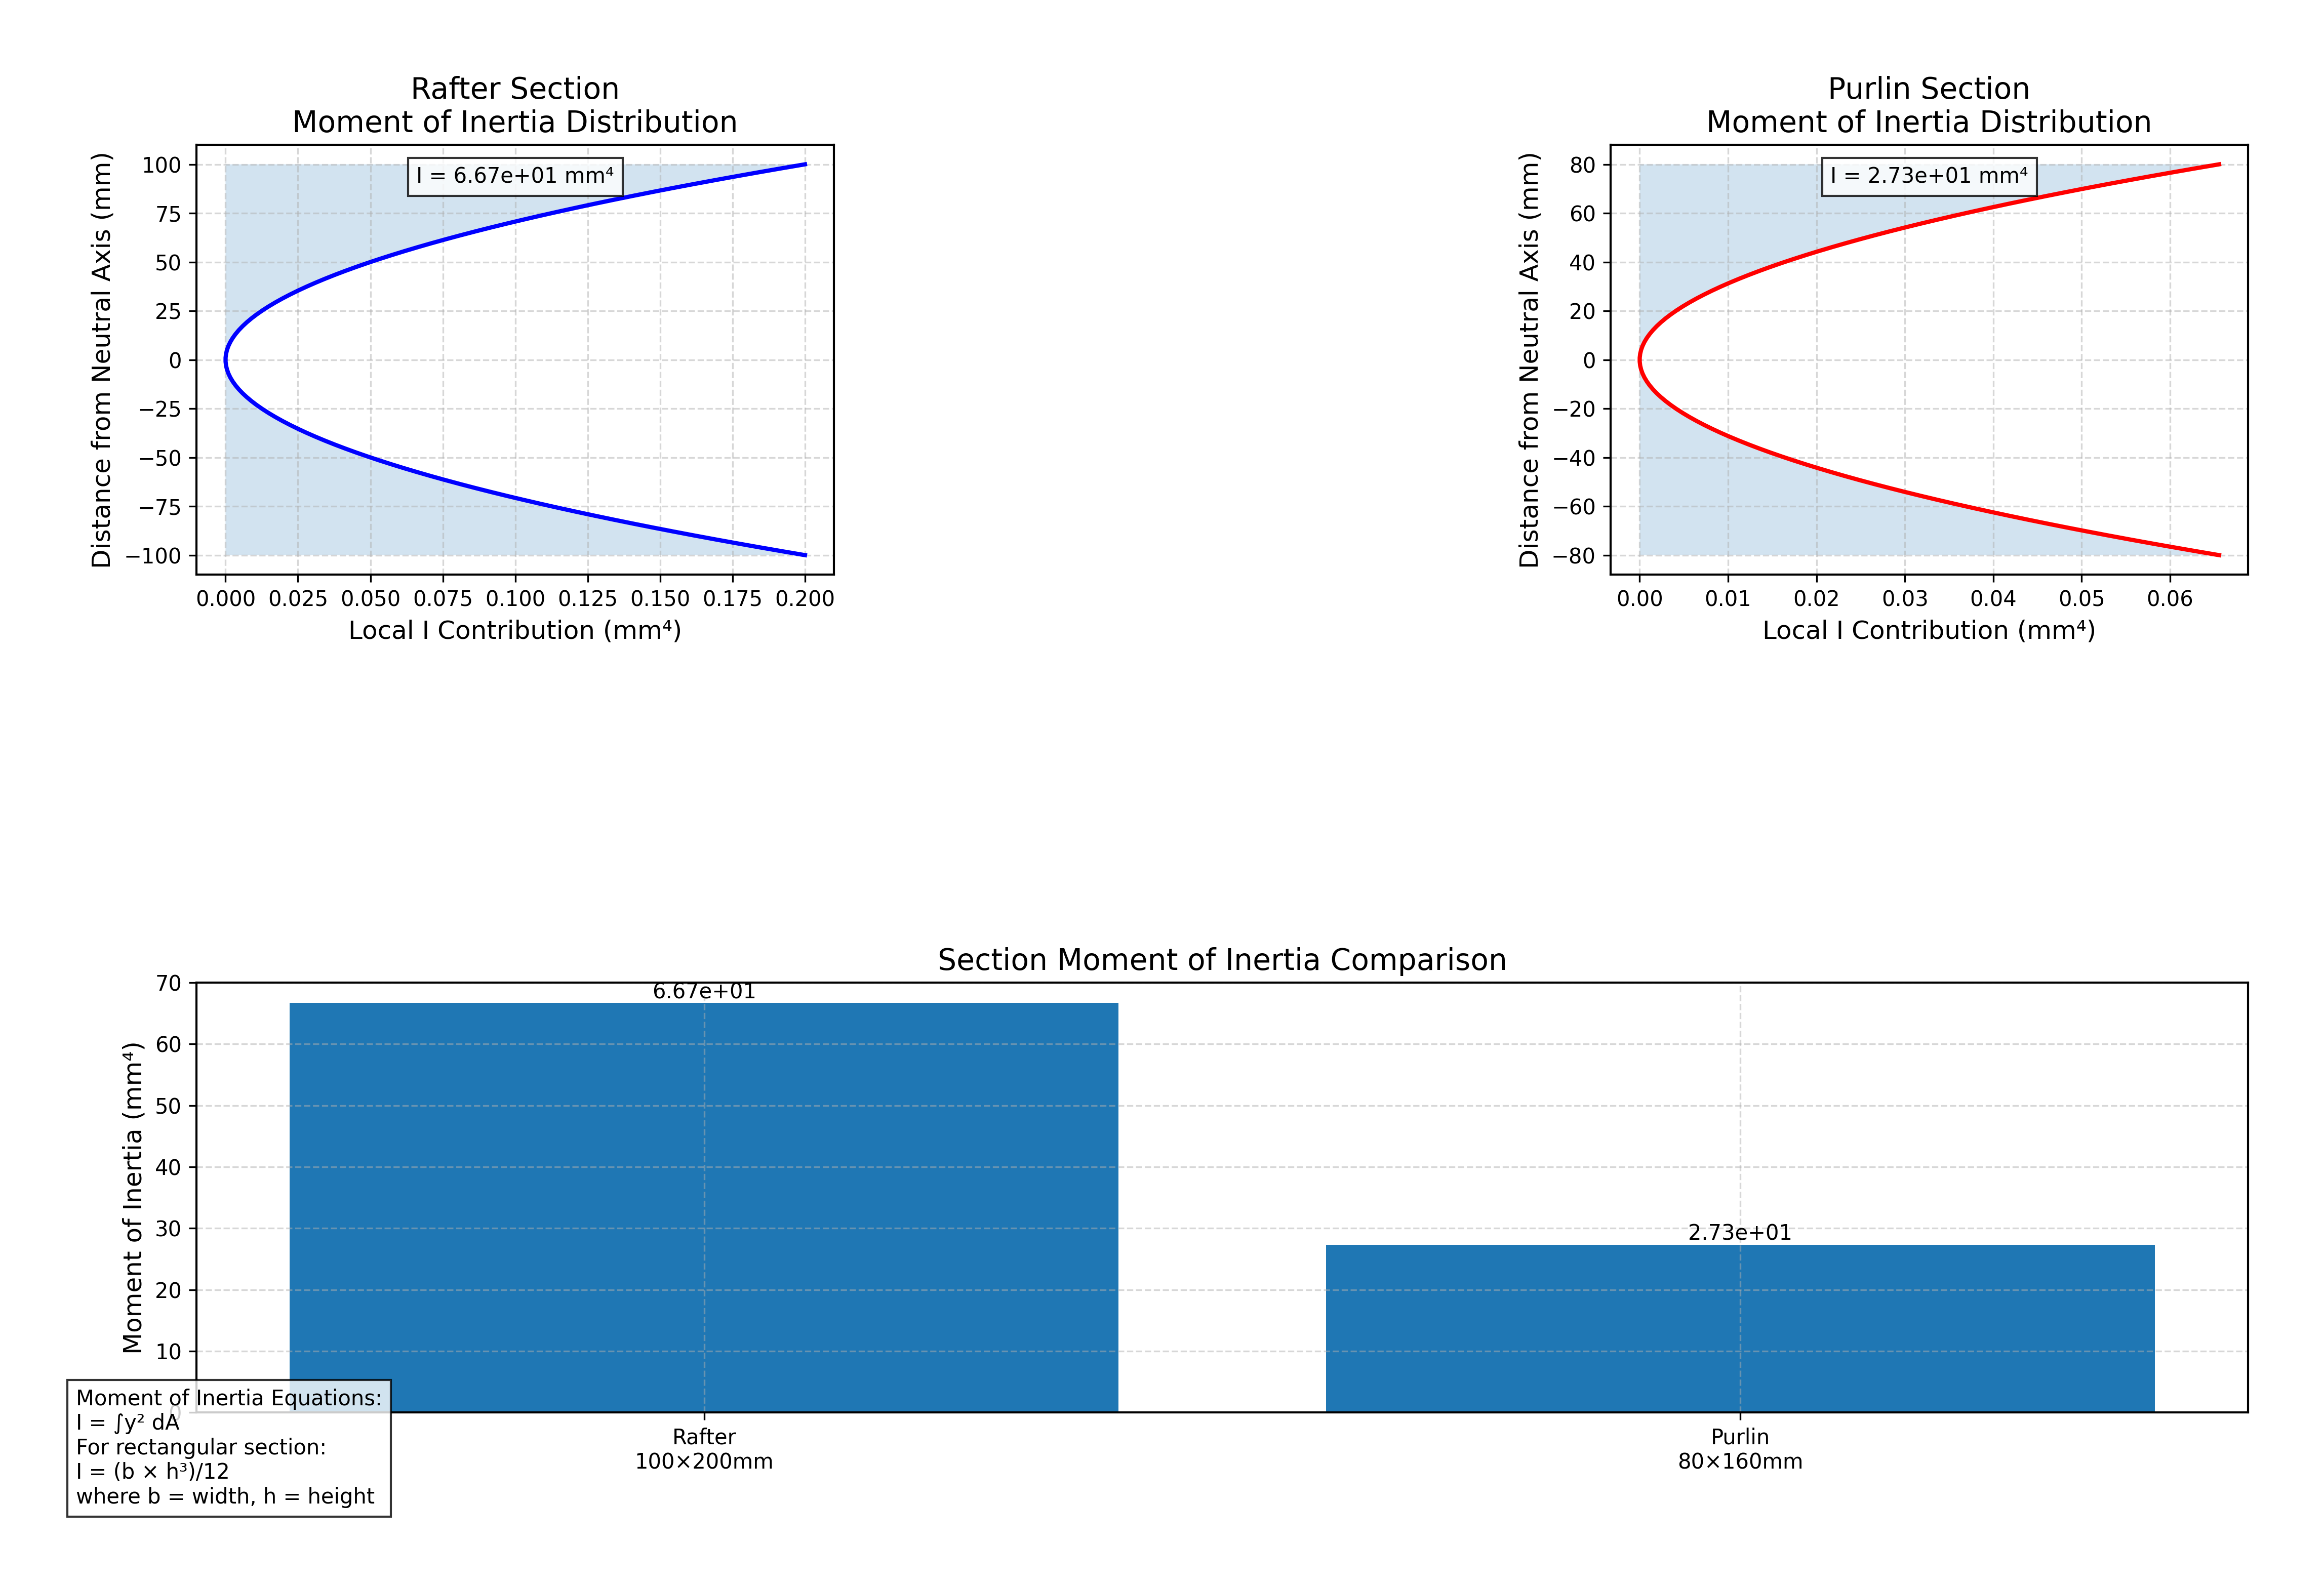 Rafter Section
Moment of Inertia Distribution
I = 6.67e+01 mm⁴
Distance from Neutral Axis (mm)
100
75
50
25
0
−25
−50
−75
−100
0.000 0.025 0.050 0.075 0.100 0.125 0.150 0.175 0.200
Local I Contribution (mm⁴)
Purlin Section
Moment of Inertia Distribution
I = 2.73e+01 mm⁴
Distance from Neutral Axis (mm)
80
60
40
20
0
−20
−40
−60
−80
0.00 0.01 0.02 0.03 0.04 0.05 0.06
Local I Contribution (mm⁴)
Section Moment of Inertia Comparison
Moment of Inertia (mm⁴)
70
60
50
40
30
20
10
0
6.67e+01
2.73e+01
Rafter
100×200mm
Purlin
80×160mm
Moment of Inertia Equations:
I = ∫y² dA
For rectangular section:
I = (b × h³)/12
where b = width, h = height